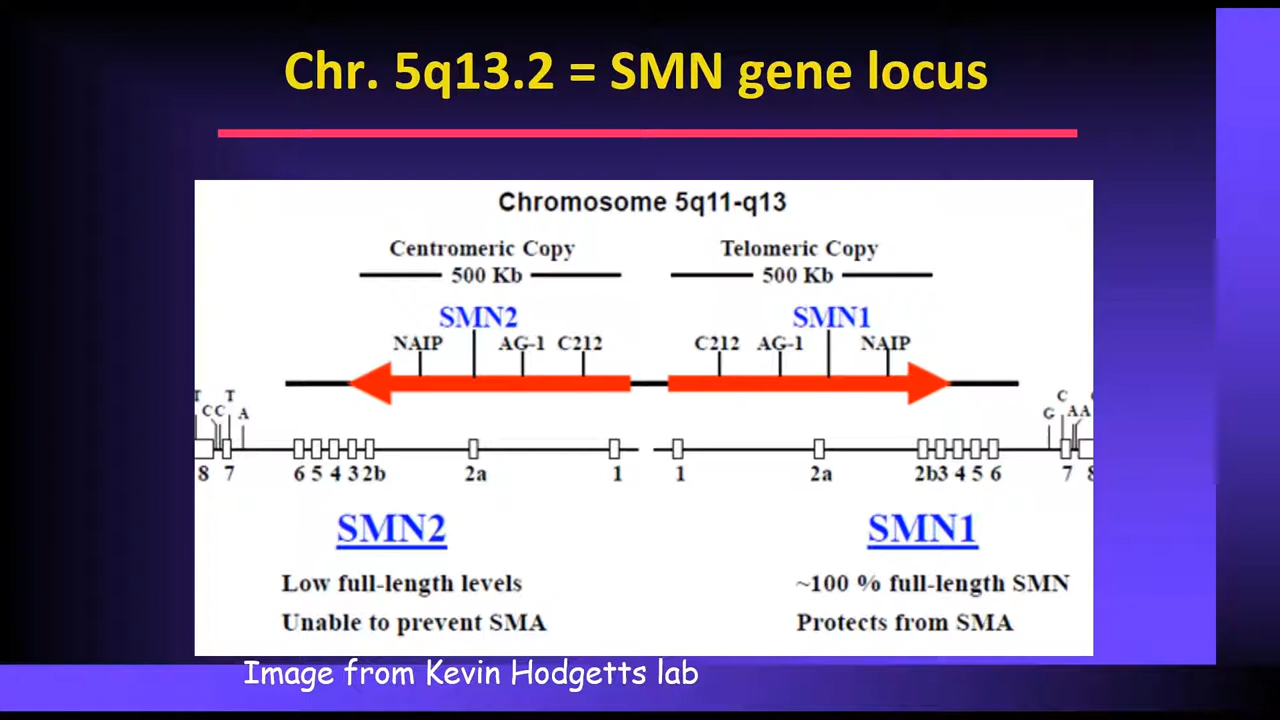 Chr. 5q13.2 = SMN gene locus
Chromosome 5q11-q13
Centromeric Copy
Telomeric Copy
500 Kb
500 Kb
SMN2
SMN1
NAIP AG-1 C212
C212 AG-1 NAIP
T C C T A
G C A A
8 7 6 5 4 3 2b 2a 1
1 2a 2b 3 4 5 6 7 8
SMN2
SMN1
Low full-length levels
~100 % full-length SMN
Unable to prevent SMA
Protects from SMA
Image from Kevin Hodgetts lab